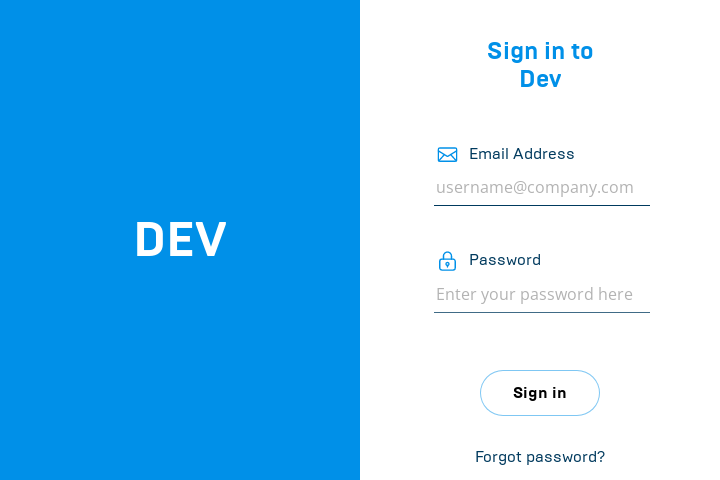 DEV
Sign in to
Dev
Email Address
username@company.com
Password
Enter your password here
Sign in
Forgot password?